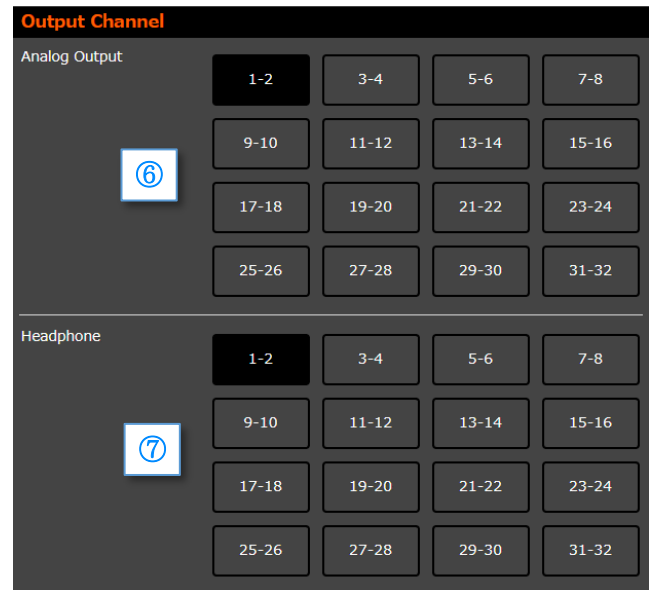 Output Channel
Analog Output
1-2 3-4 5-6 7-8
9-10 11-12 13-14 15-16
⑥
17-18 19-20 21-22 23-24
25-26 27-28 29-30 31-32
Headphone
1-2 3-4 5-6 7-8
9-10 11-12 13-14 15-16
⑦
17-18 19-20 21-22 23-24
25-26 27-28 29-30 31-32